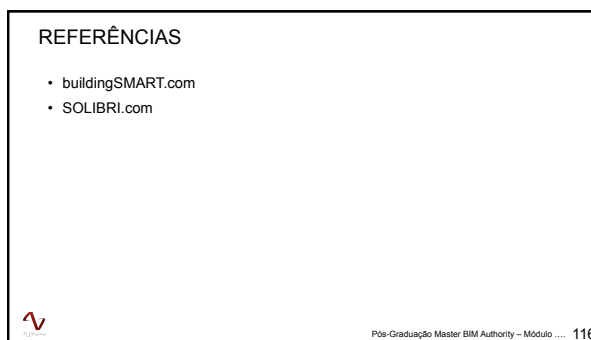 REFERÊNCIAS
• buildingSMART.com
• SOLIBRI.com
Pós-Graduação Master BIM Authority – Módulo .... 116